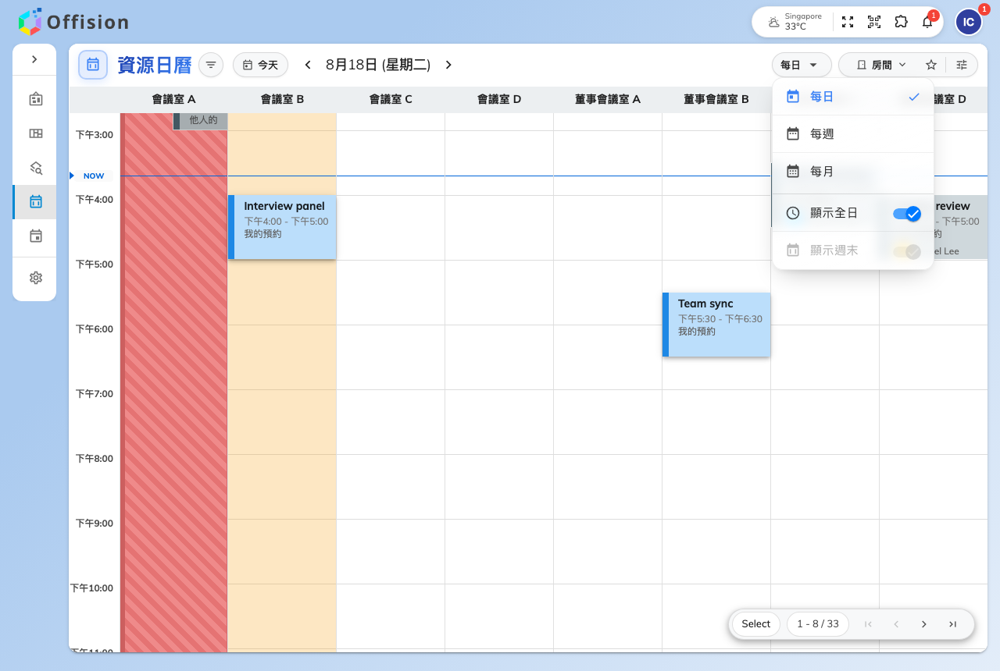 Offision
Singapore
33°C
1
IC
1
資源日曆
今天
8月18日 (星期二)
每日
房間
會議室 A
會議室 B
會議室 C
會議室 D
董事會議室 A
董事會議室 B
議室 D
每日
每週
每月
顯示全日
顯示週末
他人的
下午3:00
NOW
下午4:00
Interview panel
下午4:00 - 下午5:00
我的預約
review
- 下午5:00
約
el Lee
下午5:00
Team sync
下午5:30 - 下午6:30
我的預約
下午6:00
下午7:00
下午8:00
下午9:00
下午10:00
下午11:00
Select
1 - 8 / 33